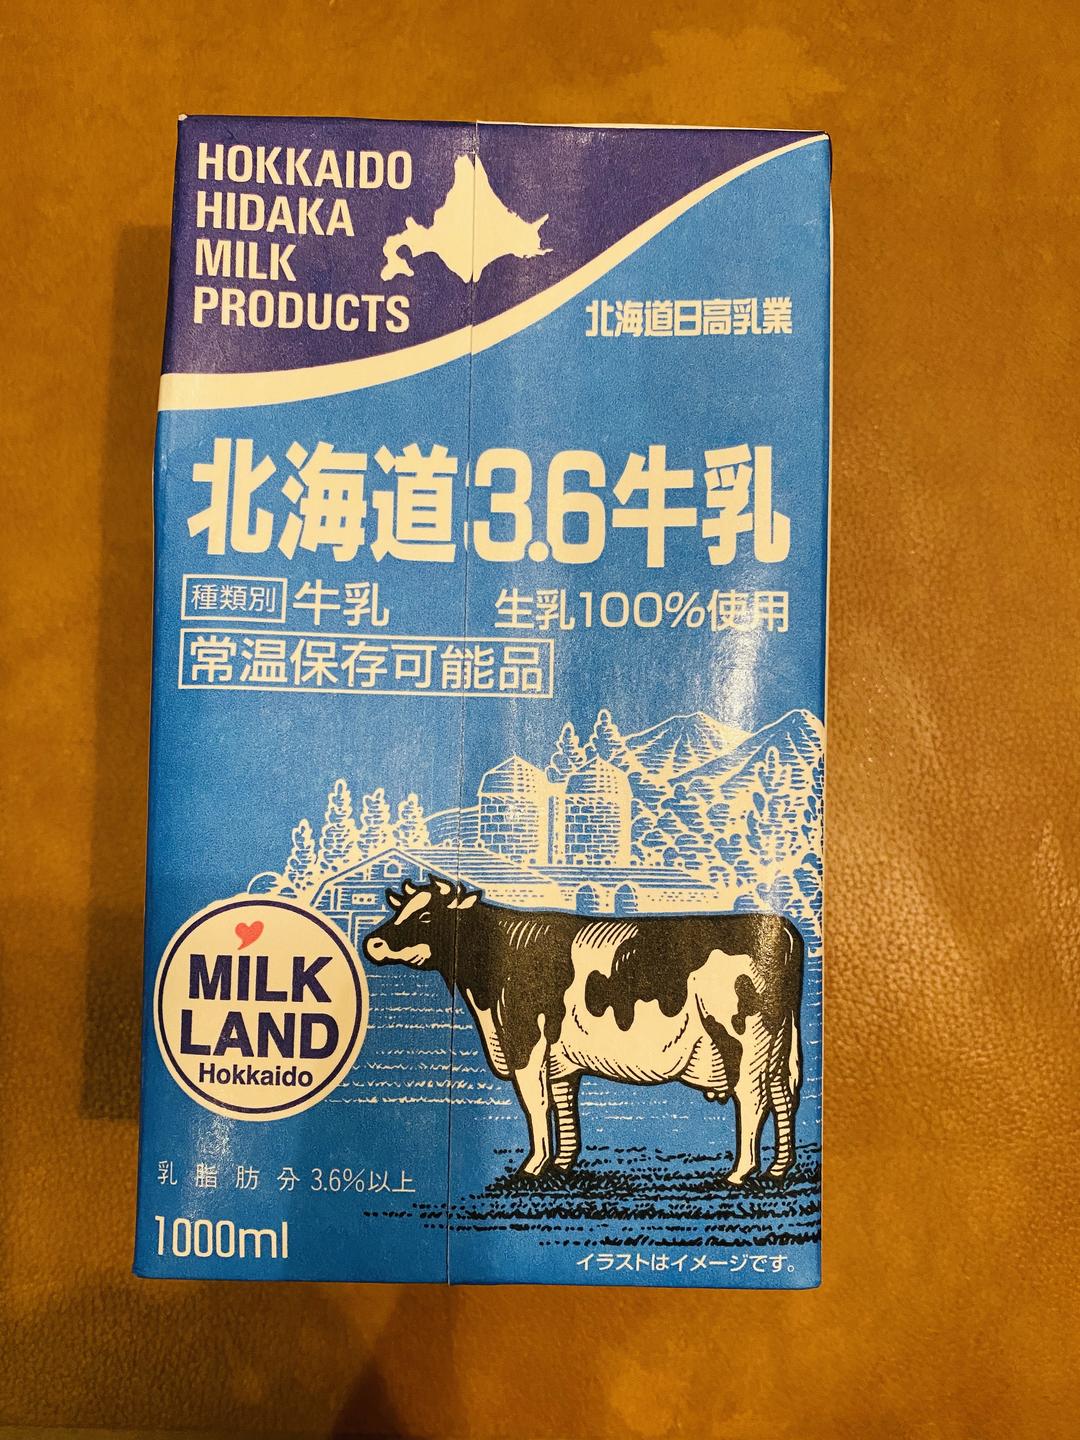 HOKKAIDO
HIDAKA
MILK
PRODUCTS
北海道日高乳業
北海道3.6牛乳
種類別 牛乳
生乳100%使用
常温保存可能品
MILK
LAND
Hokkaido
乳脂肪分 3.6%以上
1000ml
イラストはイメージです。